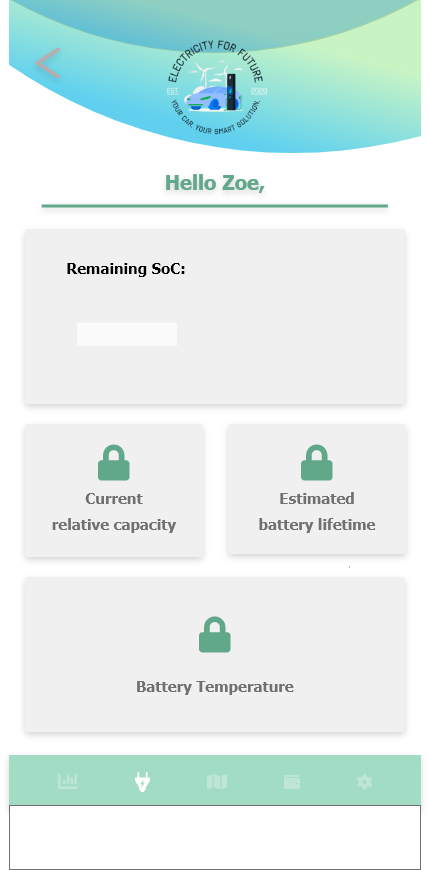 ELECTRICITY FOR FUTURE
EST. 2020
YOUR CAR, YOUR SMART SOLUTION.
Hello Zoe,
Remaining SoC:
Current
relative capacity
Estimated
battery lifetime
Battery Temperature